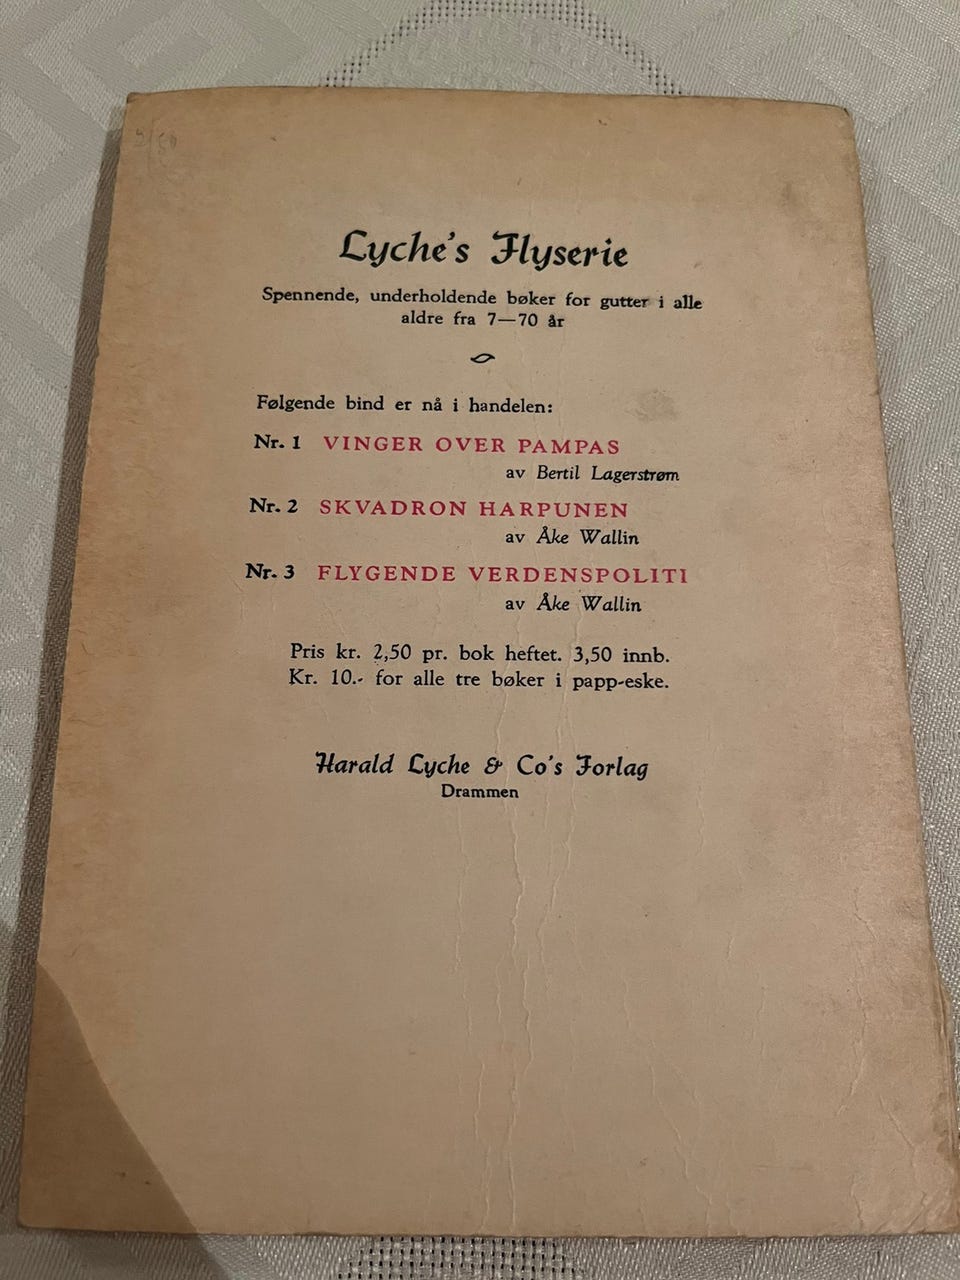 Lyche's Flyserie
Spennende, underholdende bøker for gutter i alle
aldre fra 7—70 år
Følgende bind er nå i handelen:
Nr. 1 VINGER OVER PAMPAS
av Bertil Lagerstrøm
Nr. 2 SKVADRON HARPUNEN
av Åke Wallin
Nr. 3 FLYGENDE VERDENSPOLITI
av Åke Wallin
Pris kr. 2,50 pr. bok heftet. 3,50 innb.
Kr. 10.- for alle tre bøker i papp-eske.
Harald Lyche & Co's Forlag
Drammen